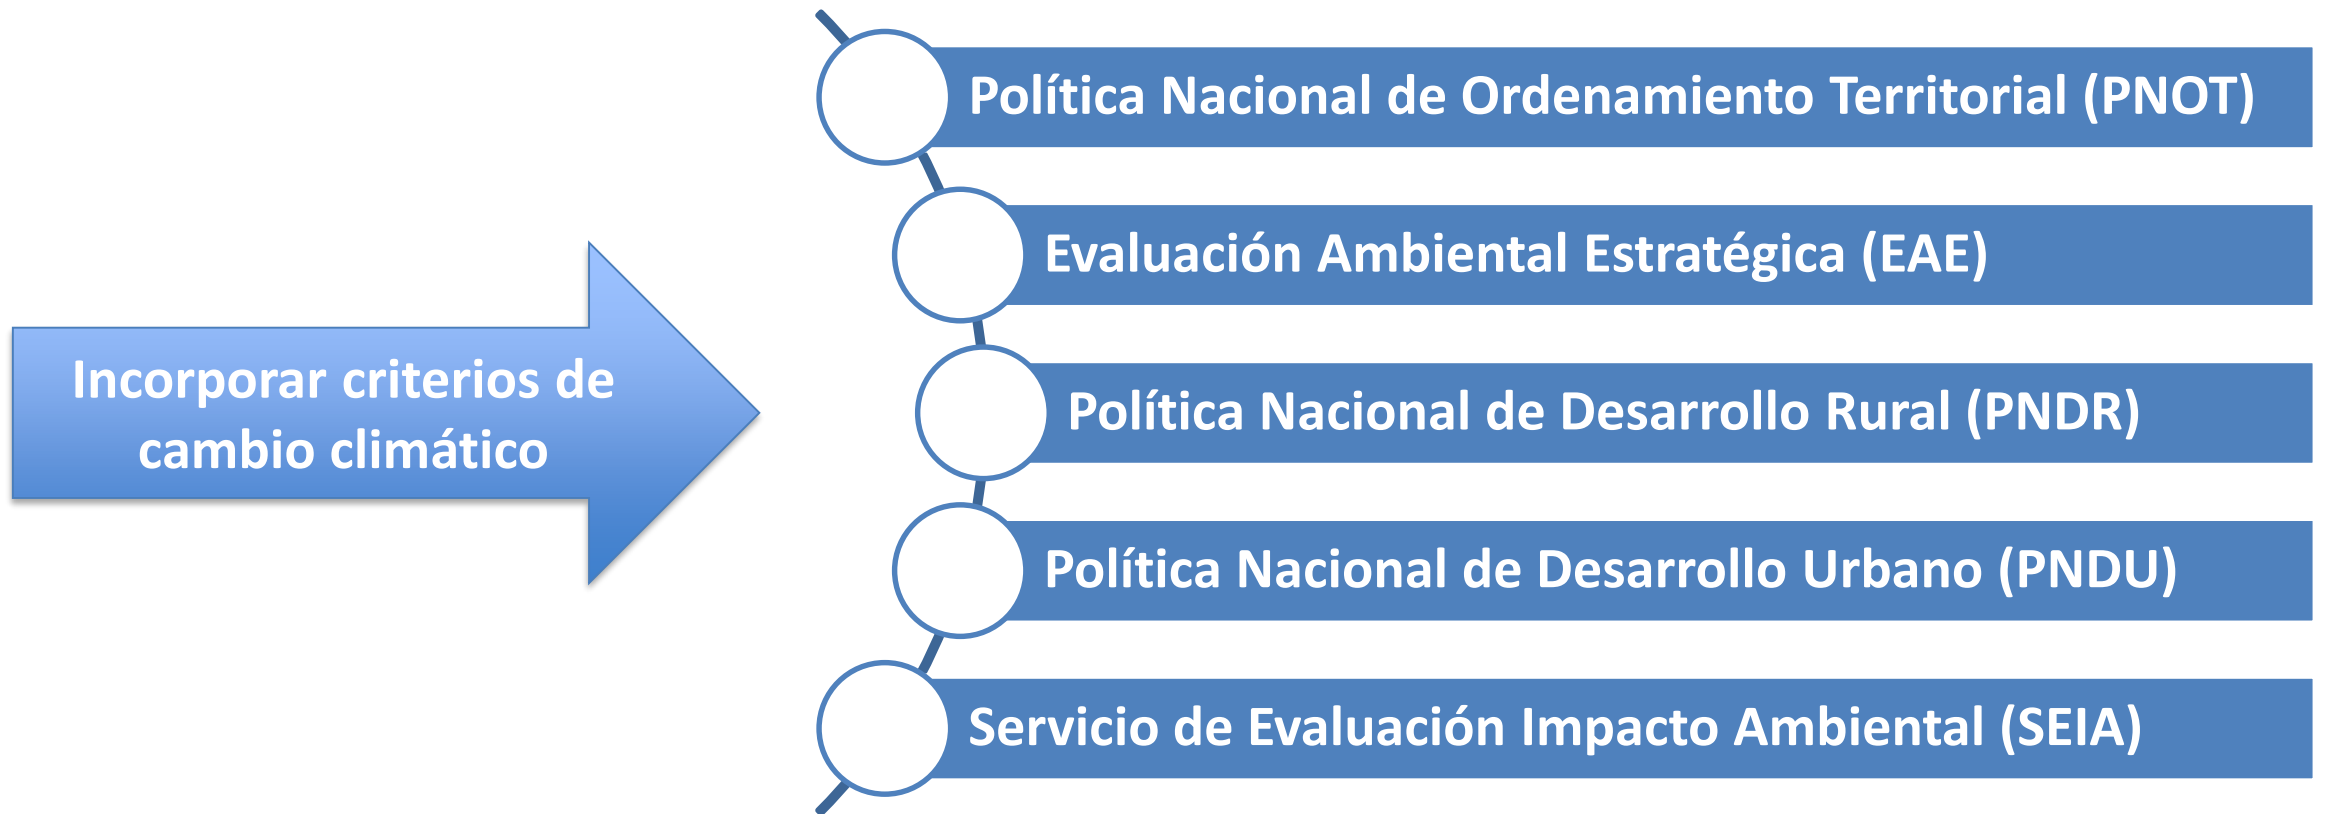 Incorporar criterios de
cambio climático
Política Nacional de Ordenamiento Territorial (PNOT)
Evaluación Ambiental Estratégica (EAE)
Política Nacional de Desarrollo Rural (PNDR)
Política Nacional de Desarrollo Urbano (PNDU)
Servicio de Evaluación Impacto Ambiental (SEIA)